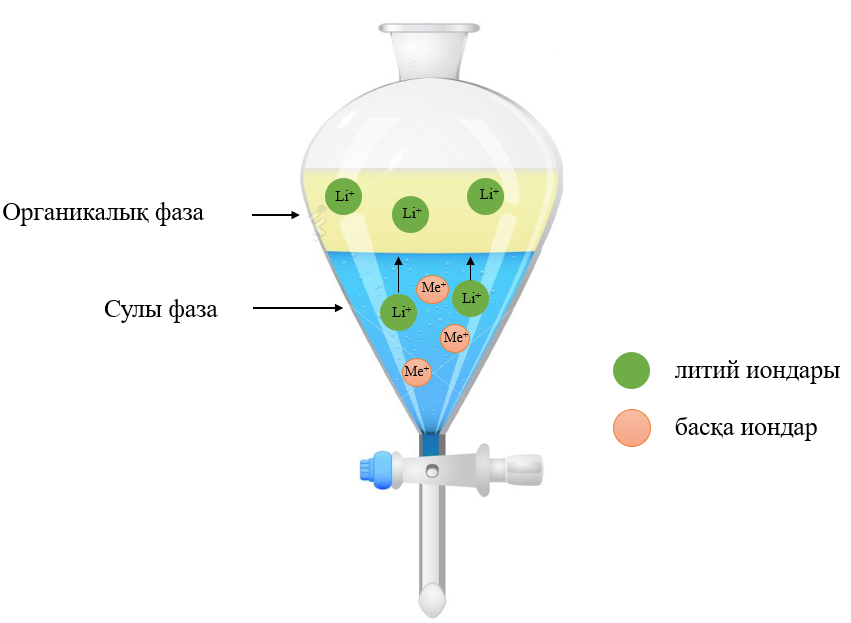 Органикалық фаза
Li⁺
Li⁺
Li⁺
Сулы фаза
Me⁺
Li⁺
Li⁺
Me⁺
Me⁺
литий иондары
басқа иондар